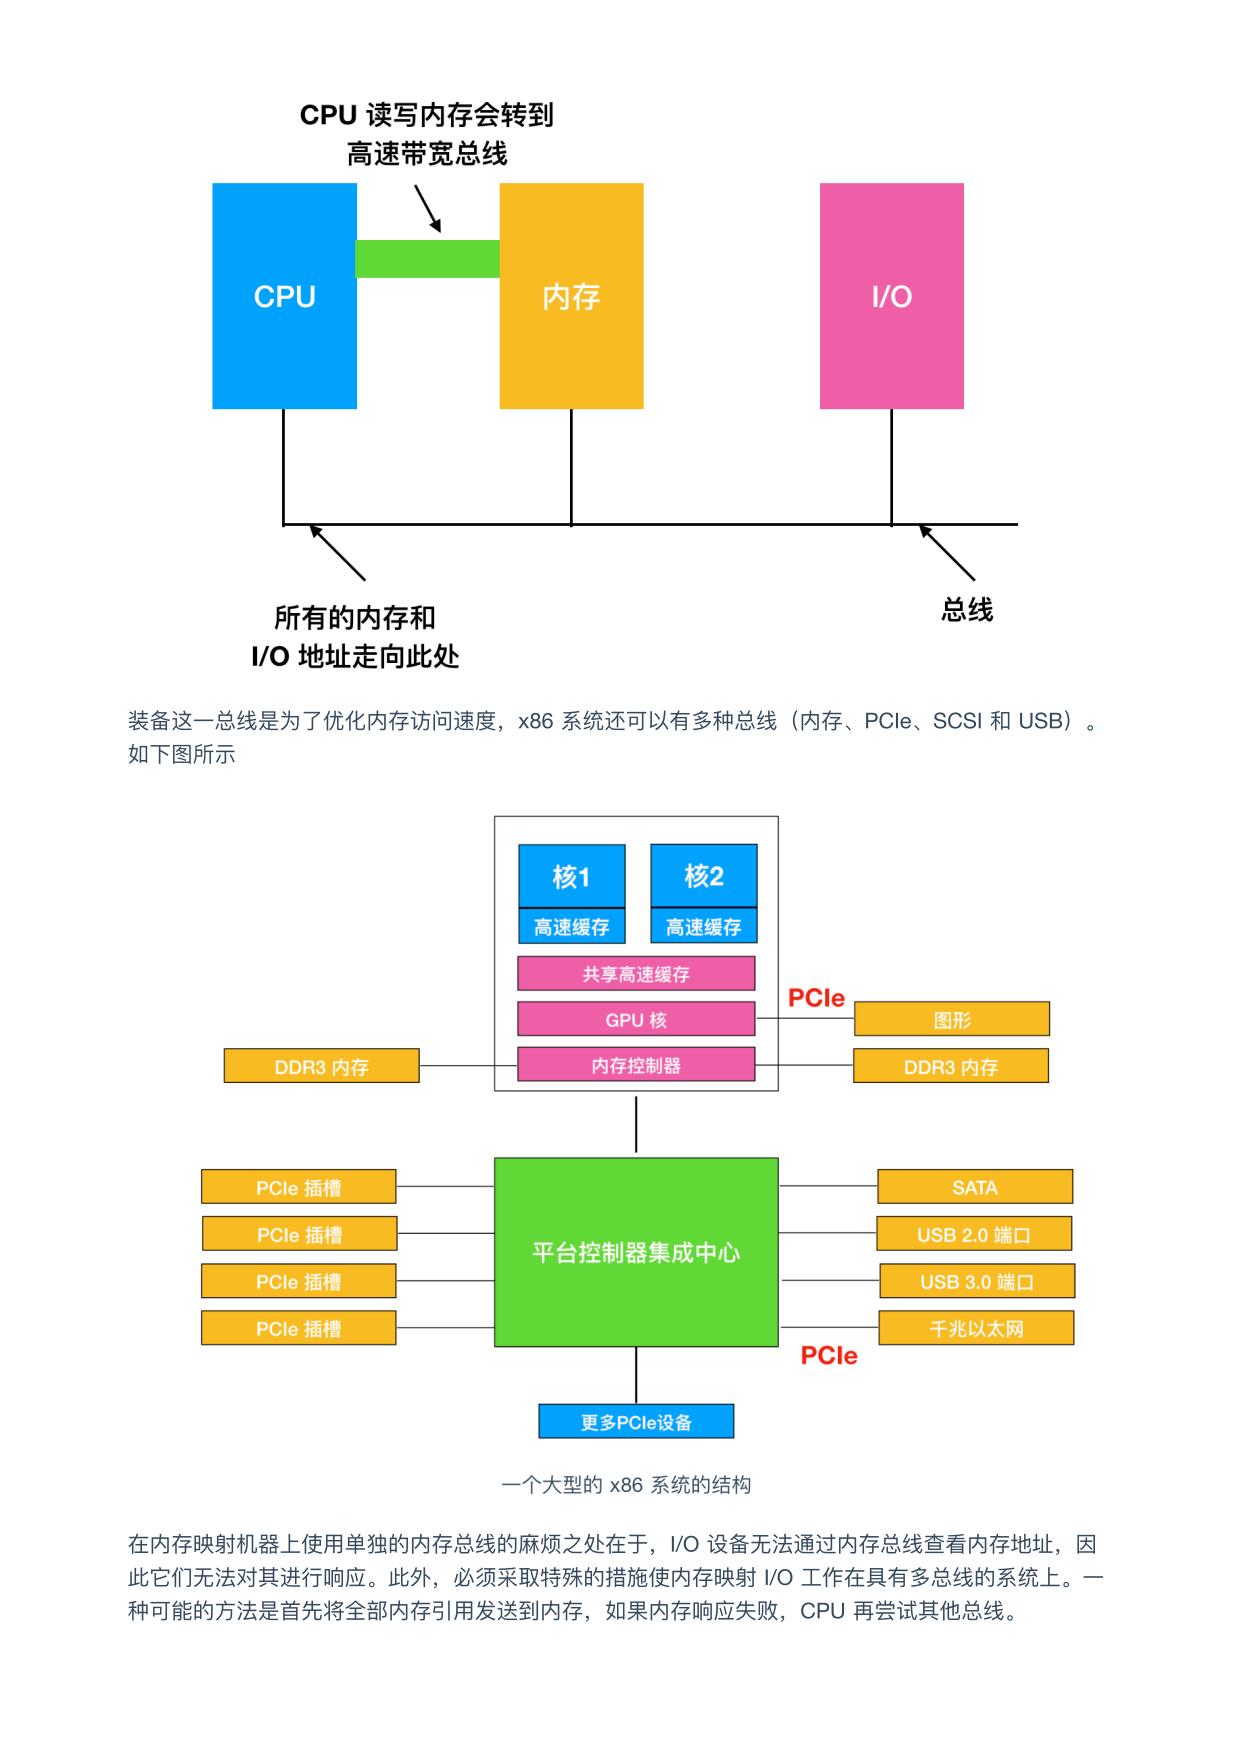 CPU 读写内存会转到
高速带宽总线
CPU
内存
I/O
所有的内存和
I/O 地址走向此处
总线
装备这一总线是为了优化内存访问速度，x86 系统还可以有多种总线（内存、PCIe、SCSI 和 USB）。
如下图所示
核1
核2
高速缓存
高速缓存
共享高速缓存
PCIe
GPU 核
图形
DDR3 内存
内存控制器
DDR3 内存
PCIe 插槽
SATA
PCIe 插槽
USB 2.0 端口
平台控制器集成中心
PCIe 插槽
USB 3.0 端口
PCIe 插槽
千兆以太网
PCIe
更多PCIe设备
一个大型的 x86 系统的结构
在内存映射机器上使用单独的内存总线的麻烦之处在于，I/O 设备无法通过内存总线查看内存地址，因
此它们无法对其进行响应。此外，必须采取特殊的措施使内存映射 I/O 工作在具有多总线的系统上。一
种可能的方法是首先将全部内存引用发送到内存，如果内存响应失败，CPU 再尝试其他总线。